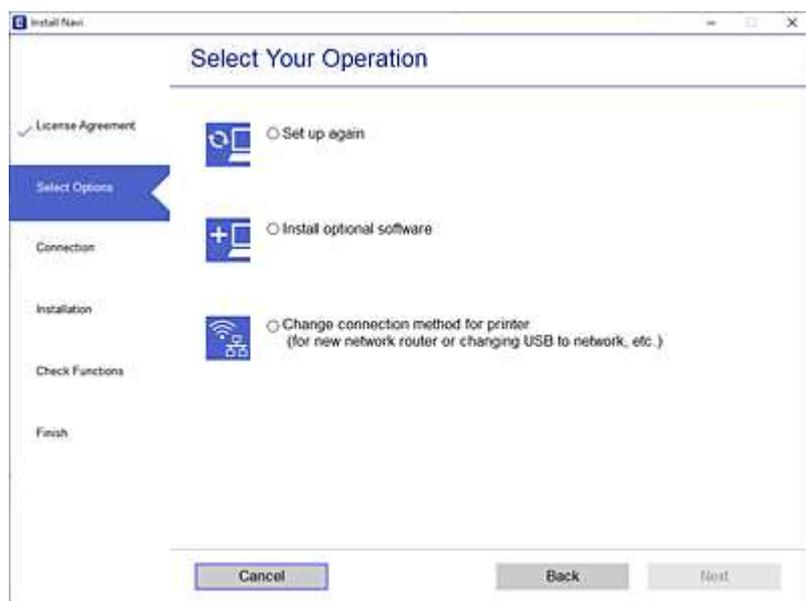 Install Navi
Select Your Operation
License Agreement
Select Options
Connection
Installation
Check Functions
Finish
Set up again
Install optional software
Change connection method for printer
(for new network router or changing USB to network, etc.)
Cancel
Back
Next